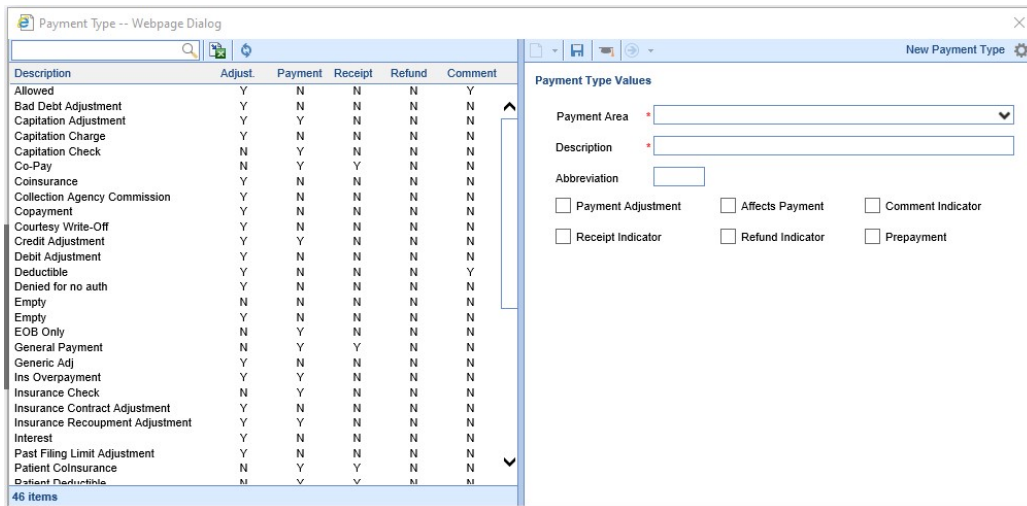 Payment Type -- Webpage Dialog
New Payment Type
Description Adjust. Payment Receipt Refund Comment
Allowed Y N N N Y
Bad Debt Adjustment Y N N N N
Capitation Adjustment Y Y N N N
Capitation Charge Y N N N N
Capitation Check N Y N N N
Co-Pay N Y Y N N
Coinsurance Y N N N N
Collection Agency Commission Y N N N N
Copayment Y N N N N
Courtesy Write-Off Y N N N N
Credit Adjustment Y Y N N N
Debit Adjustment Y N N N N
Deductible Y N N N Y
Denied for no auth Y N N N N
Empty N N N N N
Empty Y N N N N
EOB Only N Y N N N
General Payment N Y Y N N
Generic Adj Y N N N N
Ins Overpayment Y Y N N N
Insurance Check N Y N N N
Insurance Contract Adjustment Y N N N N
Insurance Recoupment Adjustment Y Y N N N
Interest Y N N N N
Past Filing Limit Adjustment Y N N N N
Patient CoInsurance N Y Y N N
Patient Deductible N Y Y N N
46 items
Payment Type Values
Payment Area *
Description *
Abbreviation
Payment Adjustment Affects Payment Comment Indicator
Receipt Indicator Refund Indicator Prepayment